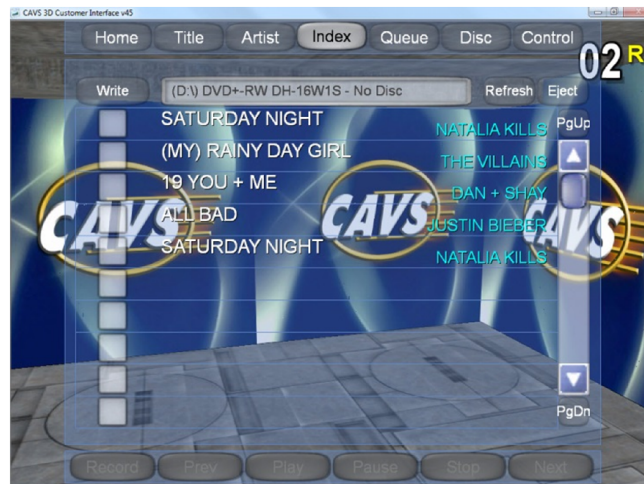 CAVS 3D Customer Interface v45
Home Title Artist Index Queue Disc Control
02 R
Write (D:\) DVD+-RW DH-16W1S - No Disc Refresh Eject
PgUp
SATURDAY NIGHT NATALIA KILLS
(MY) RAINY DAY GIRL THE VILLAINS
19 YOU + ME DAN + SHAY
ALL BAD JUSTIN BIEBER
SATURDAY NIGHT NATALIA KILLS
CAVS CAVS CAVS
PgDn
Record Prev Play Pause Stop Next